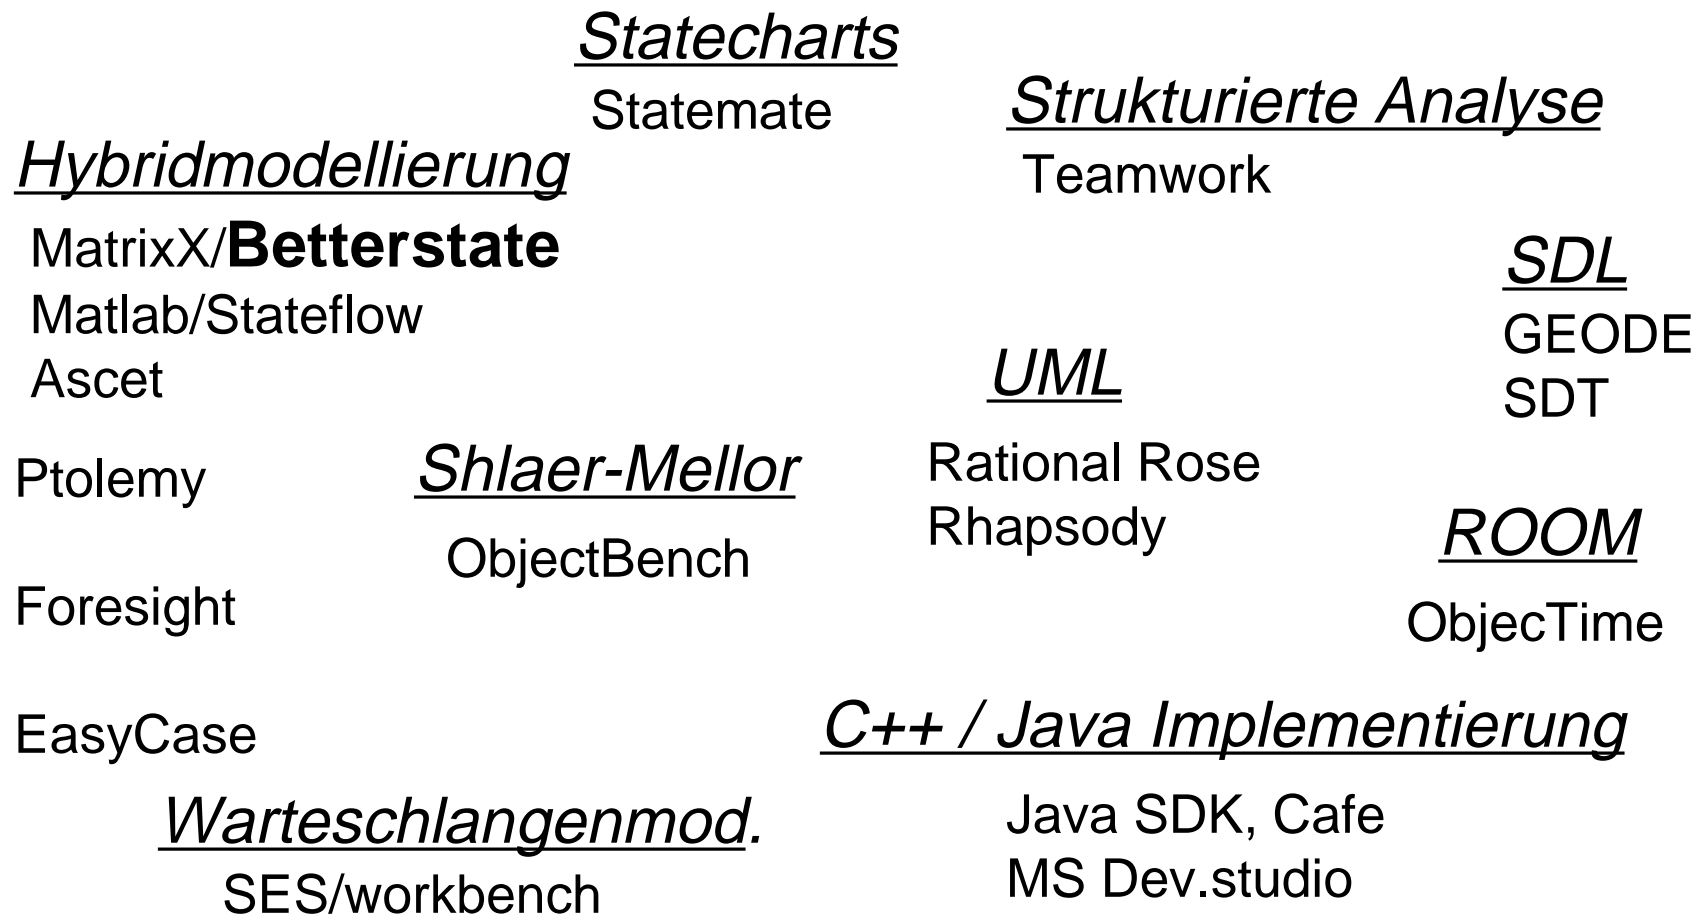 Statecharts
Statemate
Strukturierte Analyse
Teamwork
Hybridmodellierung
MatrixX/Betterstate
Matlab/Stateflow
Ascet
SDL
GEODE
SDT
UML
Rational Rose
Rhapsody
Shlaer-Mellor
ObjectBench
Ptolemy
Foresight
EasyCase
ROOM
ObjecTime
C++ / Java Implementierung
Java SDK, Cafe
MS Dev.studio
Warteschlangenmod.
SES/workbench